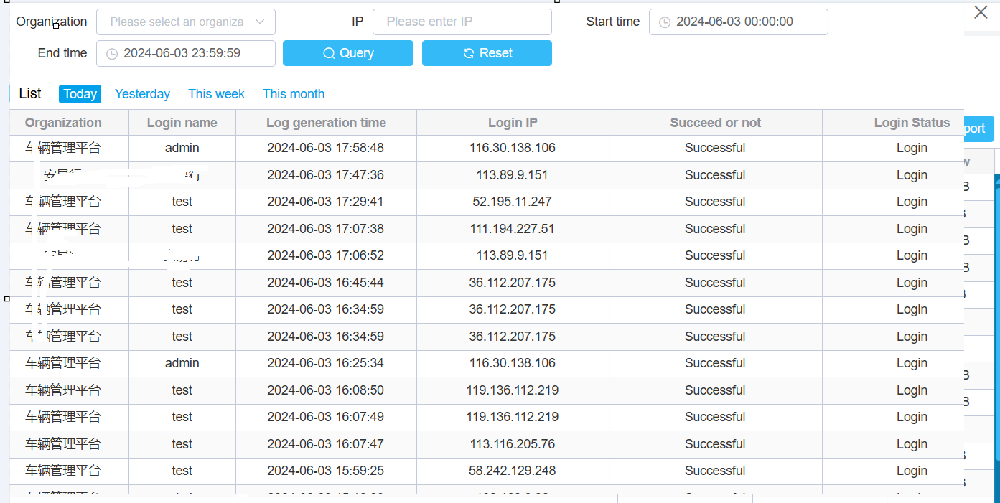 Organization Please select an organiza IP Please enter IP Start time 2024-06-03 00:00:00
End time 2024-06-03 23:59:59 Query Reset
List Today Yesterday This week This month
Organization Login name Log generation time Login IP Succeed or not Login Status
port
车辆管理平台 admin 2024-06-03 17:58:48 116.30.138.106 Successful Login
2024-06-03 17:47:36 113.89.9.151 Successful Login
车辆管理平台 test 2024-06-03 17:29:41 52.195.11.247 Successful Login
车辆管理平台 test 2024-06-03 17:07:38 111.194.227.51 Successful Login
2024-06-03 17:06:52 113.89.9.151 Successful Login
车辆管理平台 test 2024-06-03 16:45:44 36.112.207.175 Successful Login
车辆管理平台 test 2024-06-03 16:34:59 36.112.207.175 Successful Login
车辆管理平台 test 2024-06-03 16:34:59 36.112.207.175 Successful Login
车辆管理平台 admin 2024-06-03 16:25:34 116.30.138.106 Successful Login
车辆管理平台 test 2024-06-03 16:08:50 119.136.112.219 Successful Login
车辆管理平台 test 2024-06-03 16:07:49 119.136.112.219 Successful Login
车辆管理平台 test 2024-06-03 16:07:47 113.116.205.76 Successful Login
车辆管理平台 test 2024-06-03 15:59:25 58.242.129.248 Successful Login